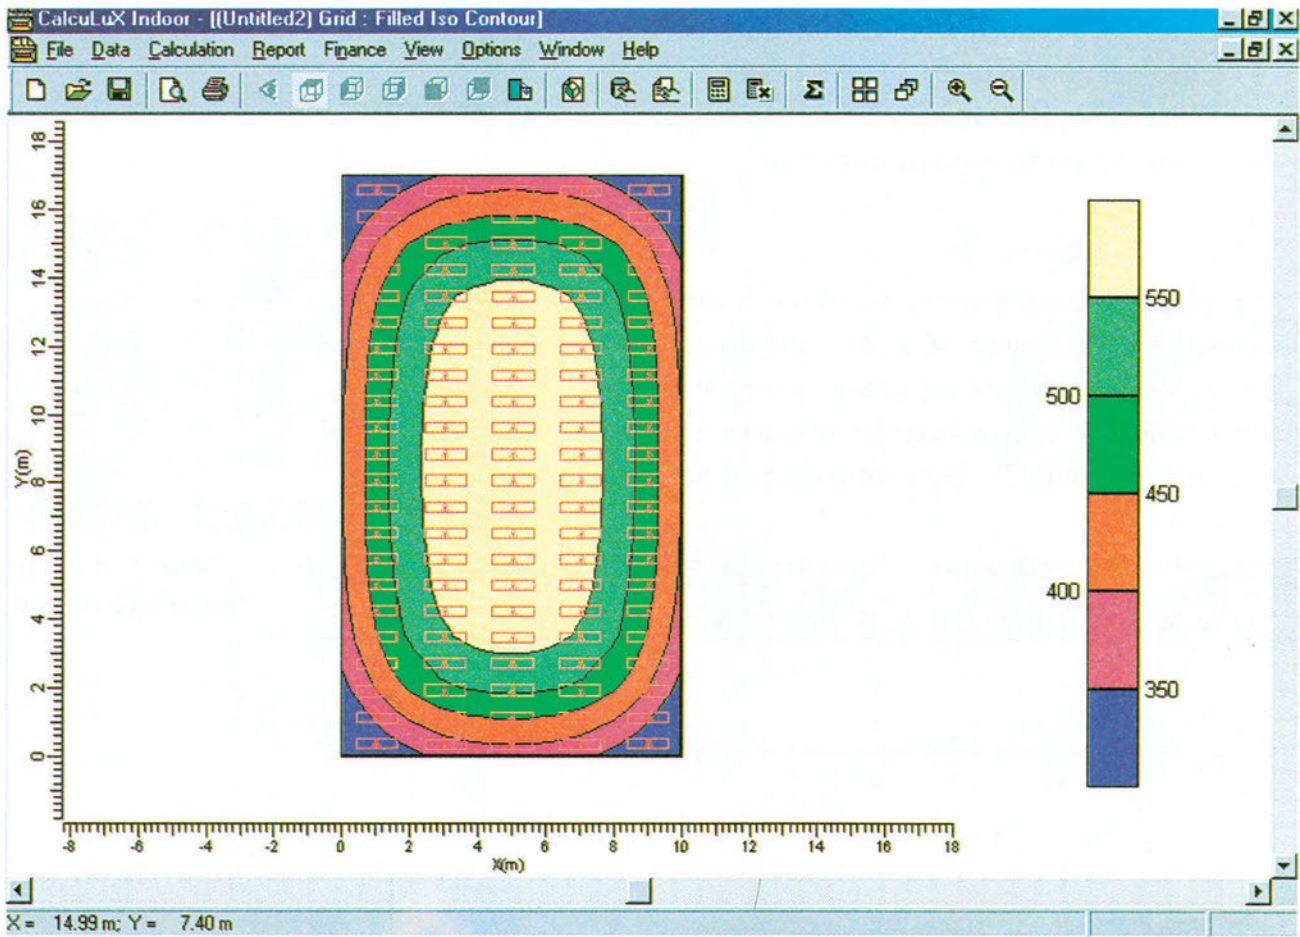 CalcuLuX Indoor - [(Untitled2) Grid : Filled Iso Contour]
File Data Calculation Report Finance View Options Window Help
18
16
14
12
10
8
6
4
2
0
Y(m)
-8 -6 -4 -2 0 2 4 6 8 10 12 14 16 18
X(m)
550
500
450
400
350
X = 14.99 m; Y = 7.40 m